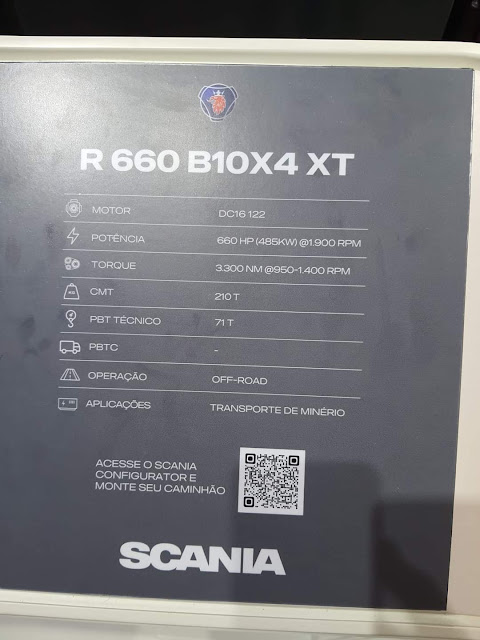 R 660 B10X4 XT
MOTOR DC16 122
POTÊNCIA 660 HP (485KW) @1.900 RPM
TORQUE 3.300 NM @950-1.400 RPM
CMT 210 T
PBT TÉCNICO 71 T
PBTC -
OPERAÇÃO OFF-ROAD
APLICAÇÕES TRANSPORTE DE MINÉRIO
ACESSE O SCANIA
CONFIGURATOR E
MONTE SEU CAMINHÃO
SCANIA